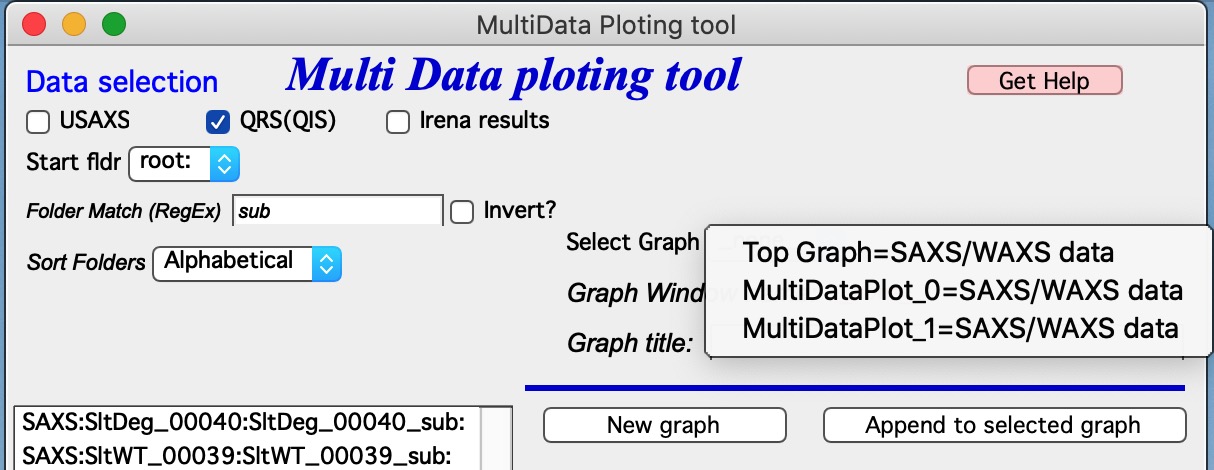 MultiData Ploting tool
Data selection
Multi Data ploting tool
Get Help
USAXS
QRS(QIS)
Irena results
Start fldr root:
Folder Match (RegEx) sub
Invert?
Sort Folders Alphabetical
Select Graph
Top Graph=SAXS/WAXS data
MultiDataPlot_0=SAXS/WAXS data
MultiDataPlot_1=SAXS/WAXS data
Graph Window
Graph title:
SAXS:SltDeg_00040:SltDeg_00040_sub:
SAXS:SltWT_00039:SltWT_00039_sub:
New graph
Append to selected graph